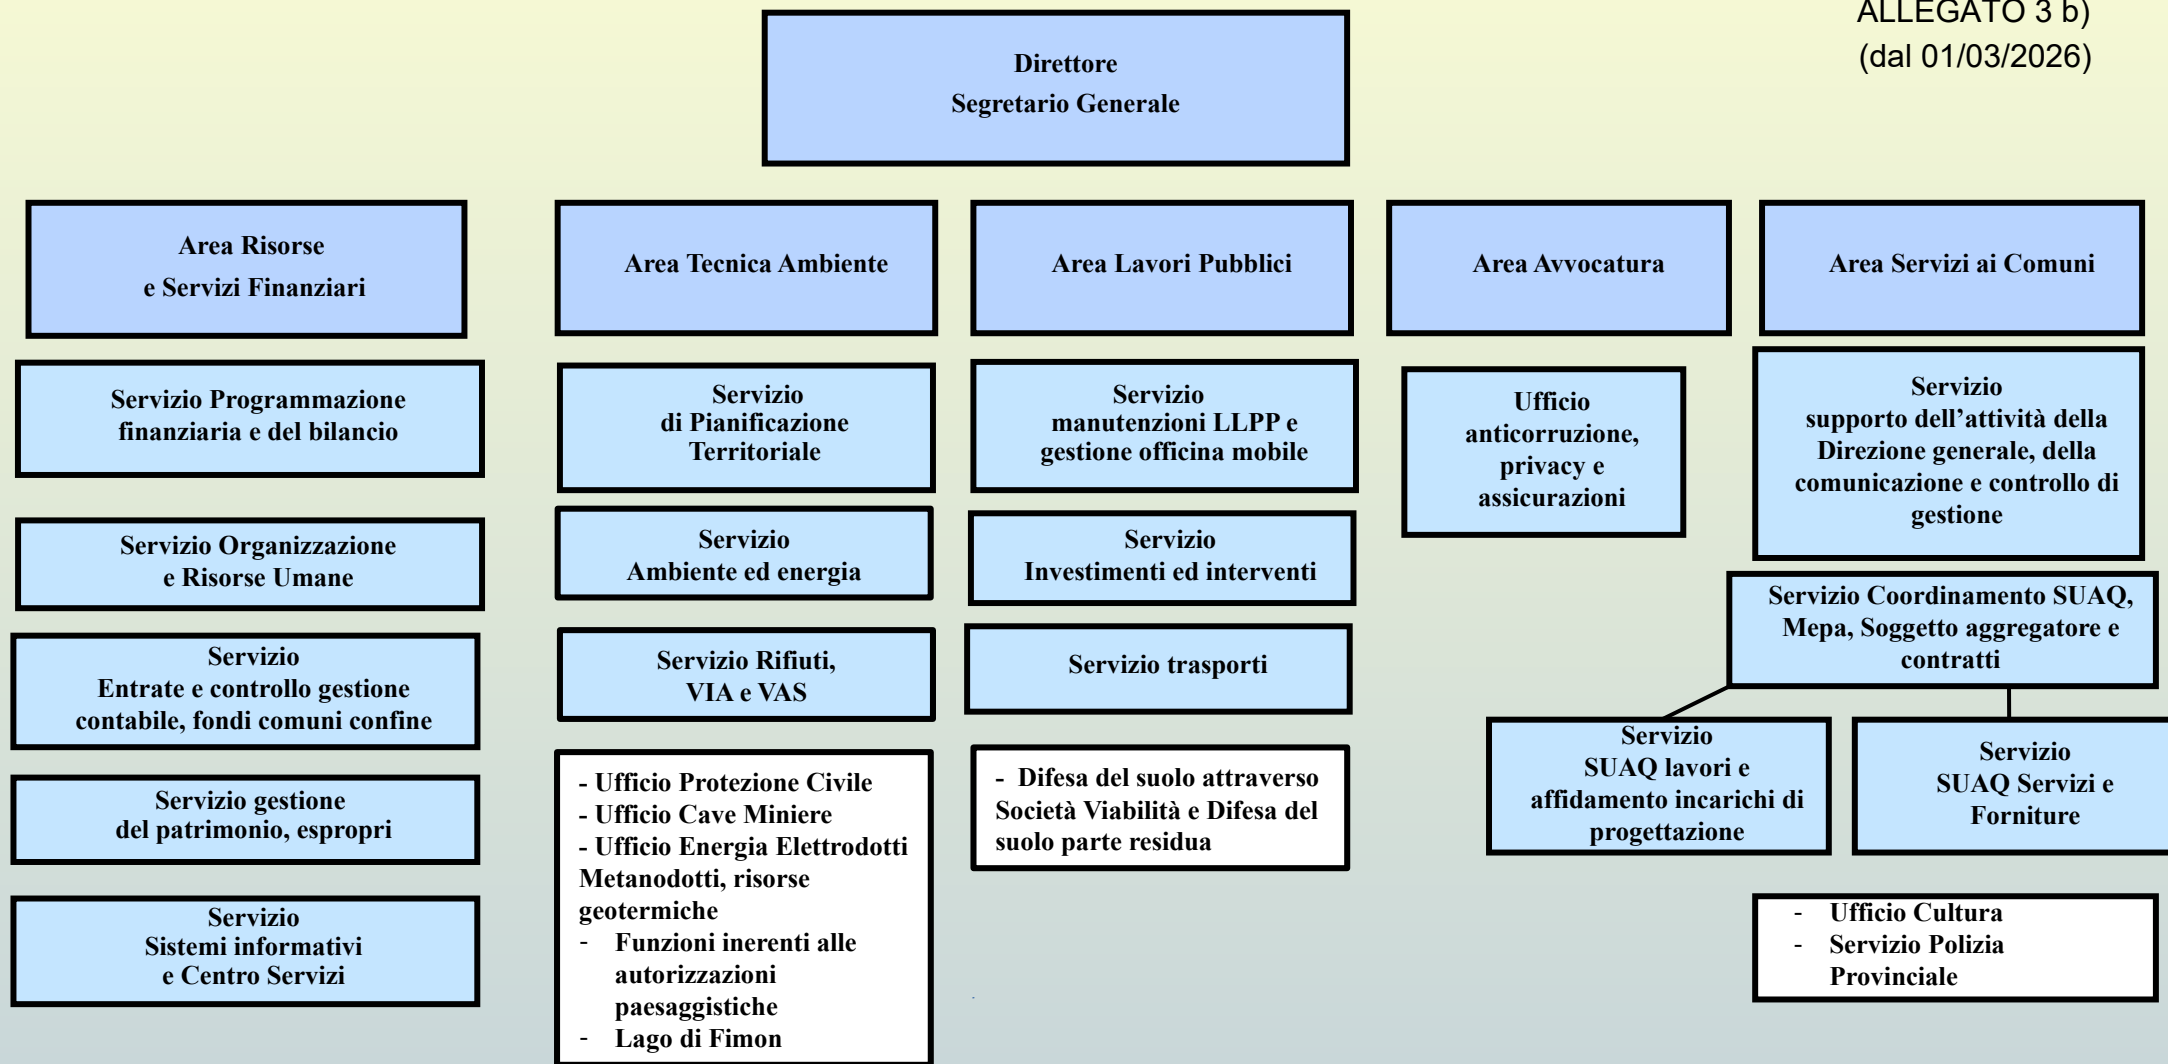 ALLEGATO 3 b)
(dal 01/03/2026)
Direttore
Segretario Generale
Area Risorse
e Servizi Finanziari
Area Tecnica Ambiente
Area Lavori Pubblici
Area Avvocatura
Area Servizi ai Comuni
Servizio Programmazione
finanziaria e del bilancio
Servizio Organizzazione
e Risorse Umane
Servizio
Entrate e controllo gestione
contabile, fondi comuni confine
Servizio gestione
del patrimonio, espropri
Servizio
Sistemi informativi
e Centro Servizi
Servizio
di Pianificazione
Territoriale
Servizio
Ambiente ed energia
Servizio Rifiuti,
VIA e VAS
- Ufficio Protezione Civile
- Ufficio Cave Miniere
- Ufficio Energia Elettrodotti
Metanodotti, risorse
geotermiche
- Funzioni inerenti alle
autorizzazioni
paesaggistiche
- Lago di Fimon
Servizio
manutenzioni LLPP e
gestione officina mobile
Servizio
Investimenti ed interventi
Servizio trasporti
- Difesa del suolo attraverso
Società Viabilità e Difesa del
suolo parte residua
Ufficio
anticorruzione,
privacy e
assicurazioni
Servizio
supporto dell’attività della
Direzione generale, della
comunicazione e controllo di
gestione
Servizio Coordinamento SUAQ,
Mepa, Soggetto aggregatore e
contratti
Servizio
SUAQ lavori e
affidamento incarichi di
progettazione
Servizio
SUAQ Servizi e
Forniture
- Ufficio Cultura
- Servizio Polizia
Provinciale